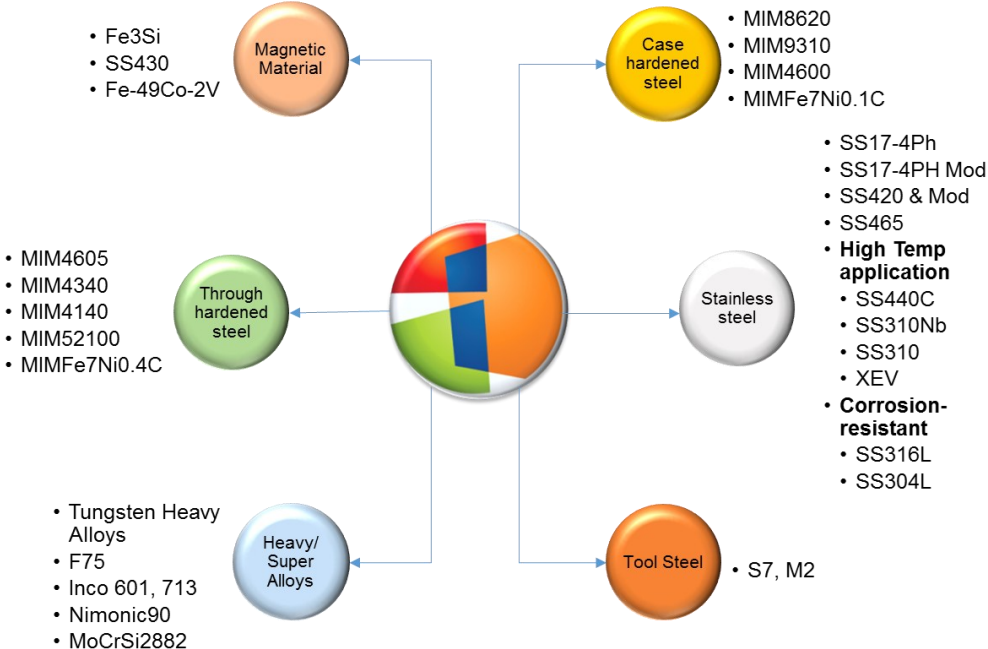 • Fe3Si
• SS430
• Fe-49Co-2V
Magnetic
Material
Case
hardened
steel
• MIM8620
• MIM9310
• MIM4600
• MIMFe7Ni0.1C
• MIM4605
• MIM4340
• MIM4140
• MIM52100
• MIMFe7Ni0.4C
Through
hardened
steel
Stainless
steel
• SS17-4Ph
• SS17-4PH Mod
• SS420 & Mod
• SS465
• High Temp
application
• SS440C
• SS310Nb
• SS310
• XEV
• Corrosion-
resistant
• SS316L
• SS304L
• Tungsten Heavy
Alloys
• F75
• Inco 601, 713
• Nimonic90
• MoCrSi2882
Heavy/
Super
Alloys
Tool Steel
• S7, M2